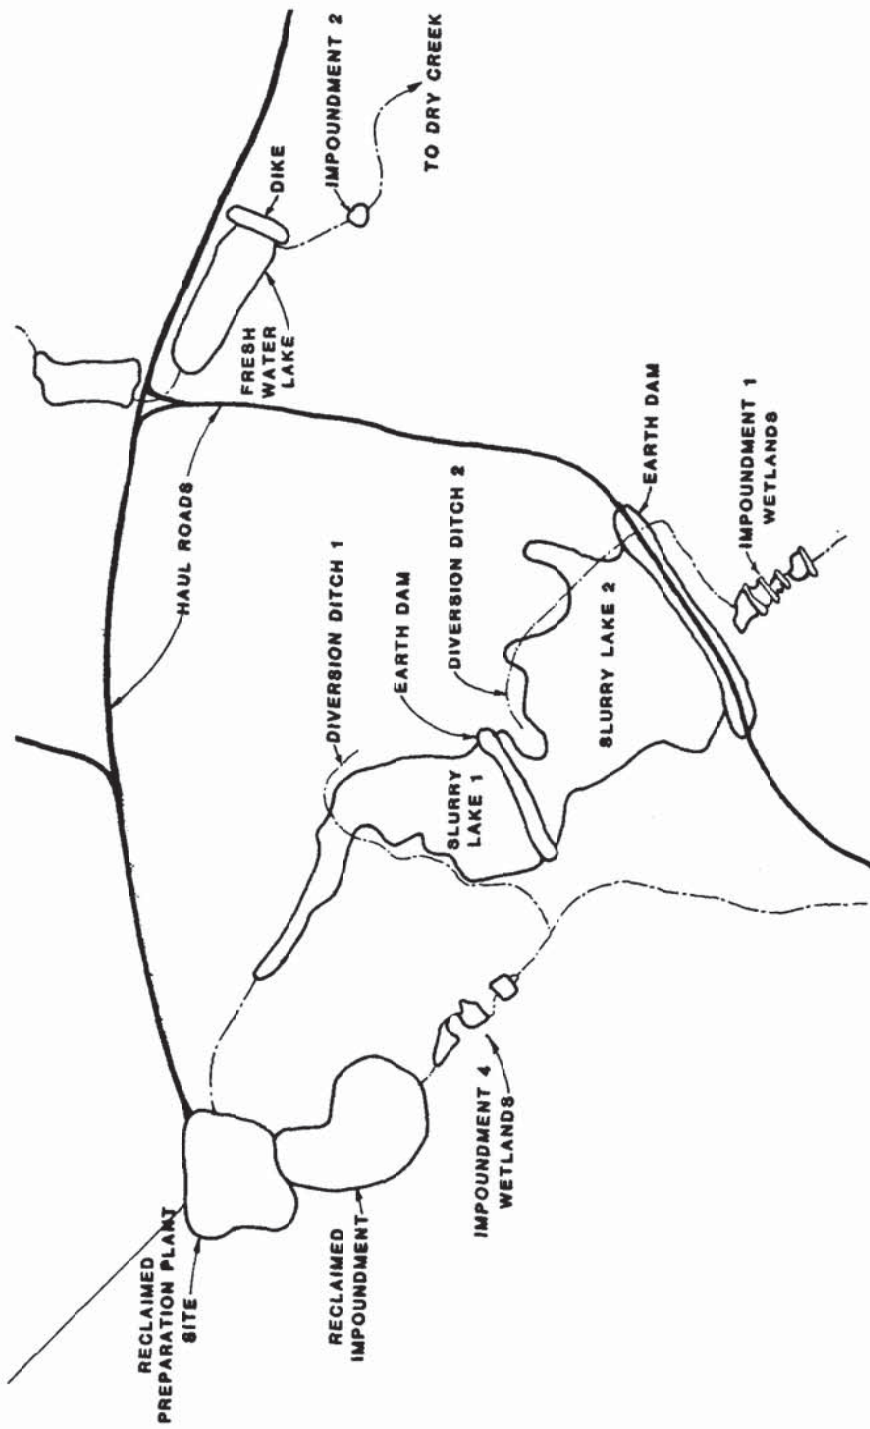 RECLAIMED
PREPARATION PLANT
SITE
RECLAIMED
IMPOUNDMENT
IMPOUNDMENT 4
WETLANDS
HAUL ROADS
DIVERSION DITCH 1
EARTH DAM
DIVERSION DITCH 2
SLURRY
LAKE 1
SLURRY LAKE 2
FRESH
WATER
LAKE
DIKE
IMPOUNDMENT 2
TO DRY CREEK
EARTH DAM
IMPOUNDMENT 1
WETLANDS